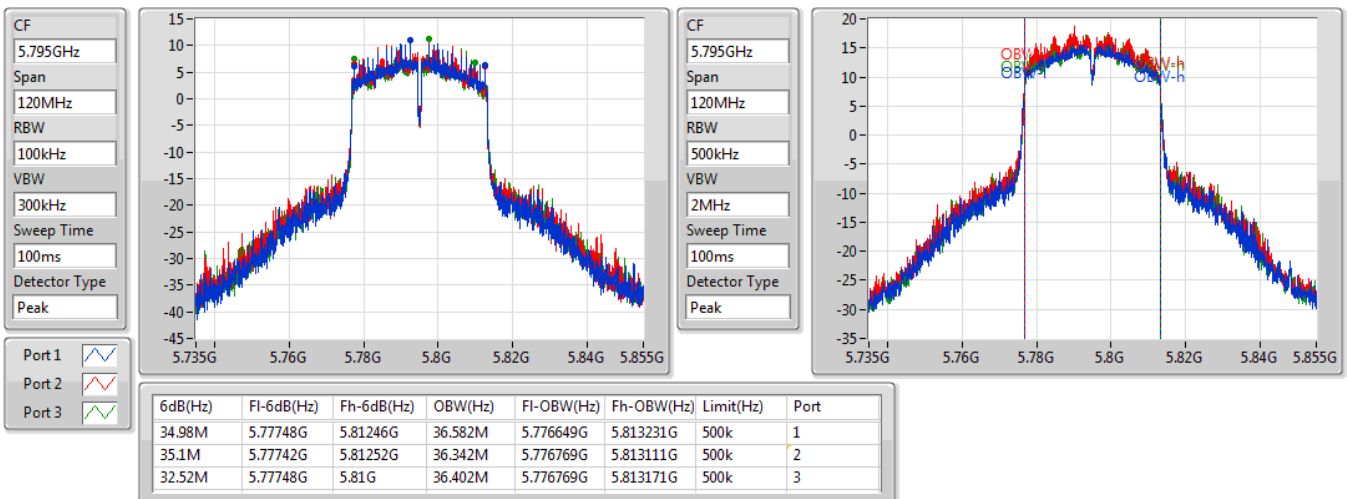 CF
5.795GHz
Span
120MHz
RBW
100kHz
VBW
300kHz
Sweep Time
100ms
Detector Type
Peak
15
10
5
0
-5
-10
-15
-20
-25
-30
-35
-40
-45
5.735G 5.76G 5.78G 5.8G 5.82G 5.84G 5.855G
CF
5.795GHz
Span
120MHz
RBW
500kHz
VBW
2MHz
Sweep Time
100ms
Detector Type
Peak
20
15
10
5
0
-5
-10
-15
-20
-25
-30
-35
OBW-h
OBW-h
5.735G 5.76G 5.78G 5.8G 5.82G 5.84G 5.855G
Port 1
Port 2
Port 3
6dB(Hz) Fl-6dB(Hz) Fh-6dB(Hz) OBW(Hz) Fl-OBW(Hz) Fh-OBW(Hz) Limit(Hz) Port
34.98M 5.77748G 5.81246G 36.582M 5.776649G 5.813231G 500k 1
35.1M 5.77742G 5.81252G 36.342M 5.776769G 5.813111G 500k 2
32.52M 5.77748G 5.81G 36.402M 5.776769G 5.813171G 500k 3